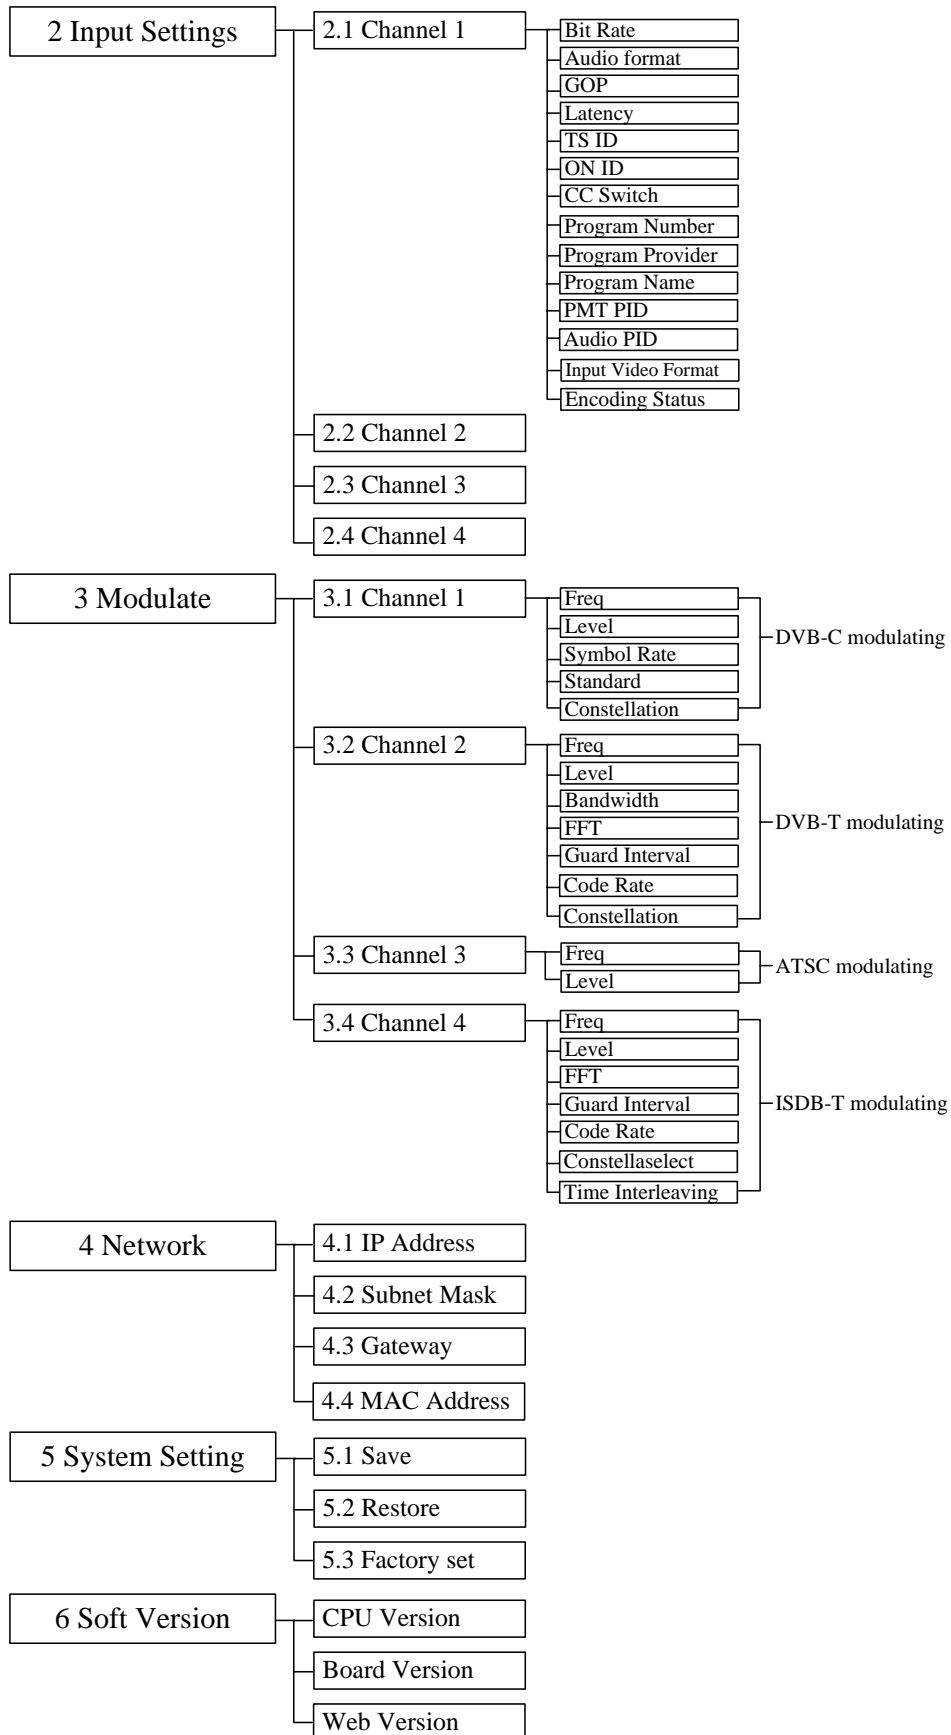 2 Input Settings
2.1 Channel 1
Bit Rate
Audio format
GOP
Latency
TS ID
ON ID
CC Switch
Program Number
Program Provider
Program Name
PMT PID
Audio PID
Input Video Format
Encoding Status
2.2 Channel 2
2.3 Channel 3
2.4 Channel 4
3 Modulate
3.1 Channel 1
Freq
Level
Symbol Rate
Standard
Constellation
DVB-C modulating
3.2 Channel 2
Freq
Level
Bandwidth
FFT
Guard Interval
Code Rate
Constellation
DVB-T modulating
3.3 Channel 3
Freq
Level
ATSC modulating
3.4 Channel 4
Freq
Level
FFT
Guard Interval
Code Rate
Constellaselect
Time Interleaving
ISDB-T modulating
4 Network
4.1 IP Address
4.2 Subnet Mask
4.3 Gateway
4.4 MAC Address
5 System Setting
5.1 Save
5.2 Restore
5.3 Factory set
6 Soft Version
CPU Version
Board Version
Web Version